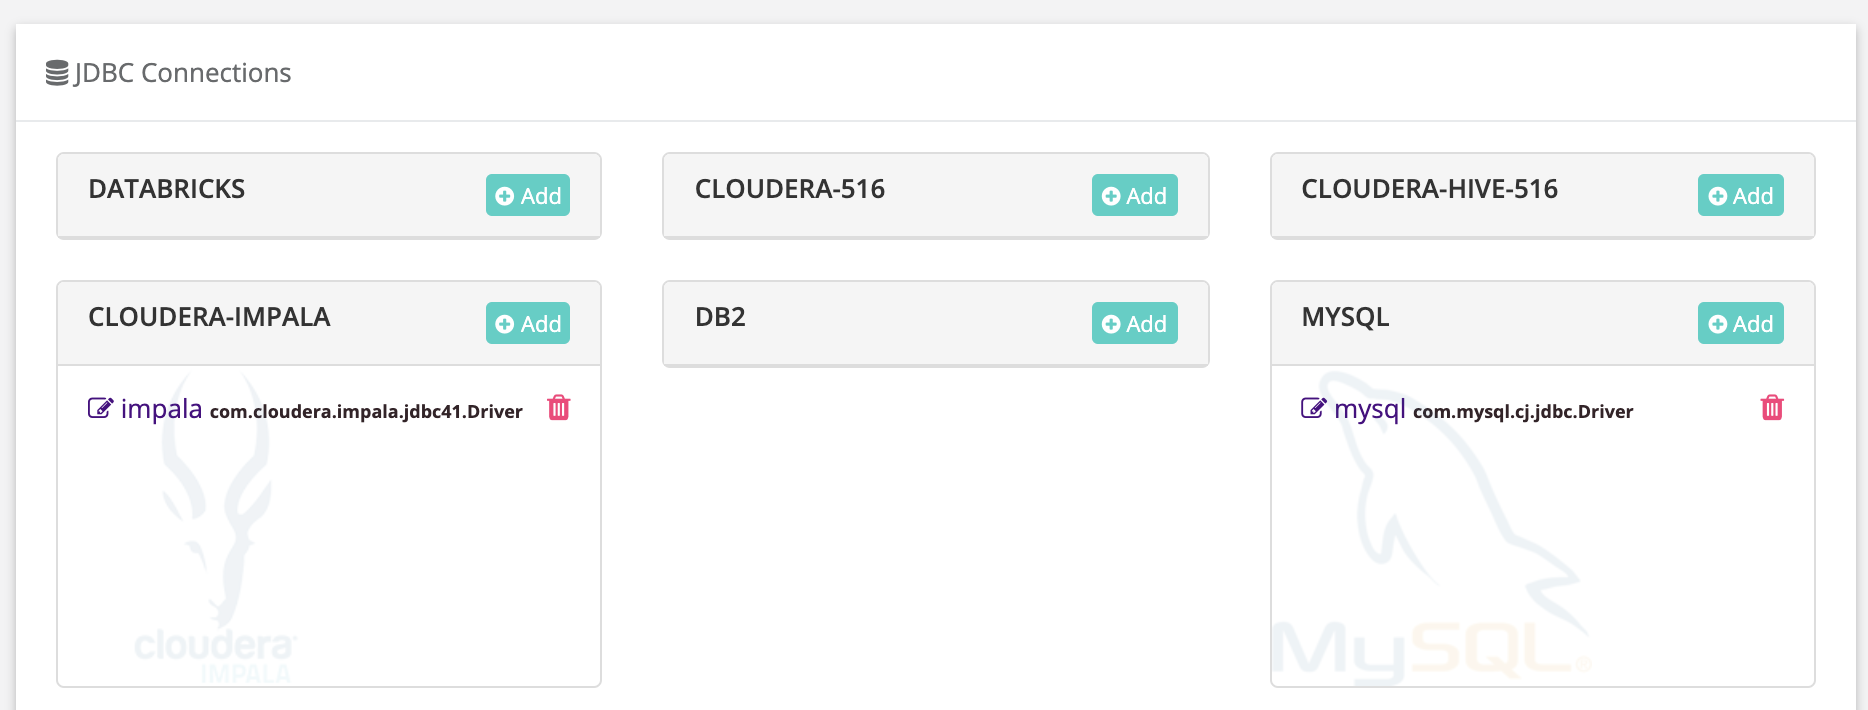 JDBC Connections
DATABRICKS
Add
CLOUDERA-516
Add
CLOUDERA-HIVE-516
Add
CLOUDERA-IMPALA
Add
DB2
Add
MYSQL
Add
impala com.cloudera.impala.jdbc41.Driver
mysql com.mysql.cj.jdbc.Driver
cloudera
IMPALA
MySQL®